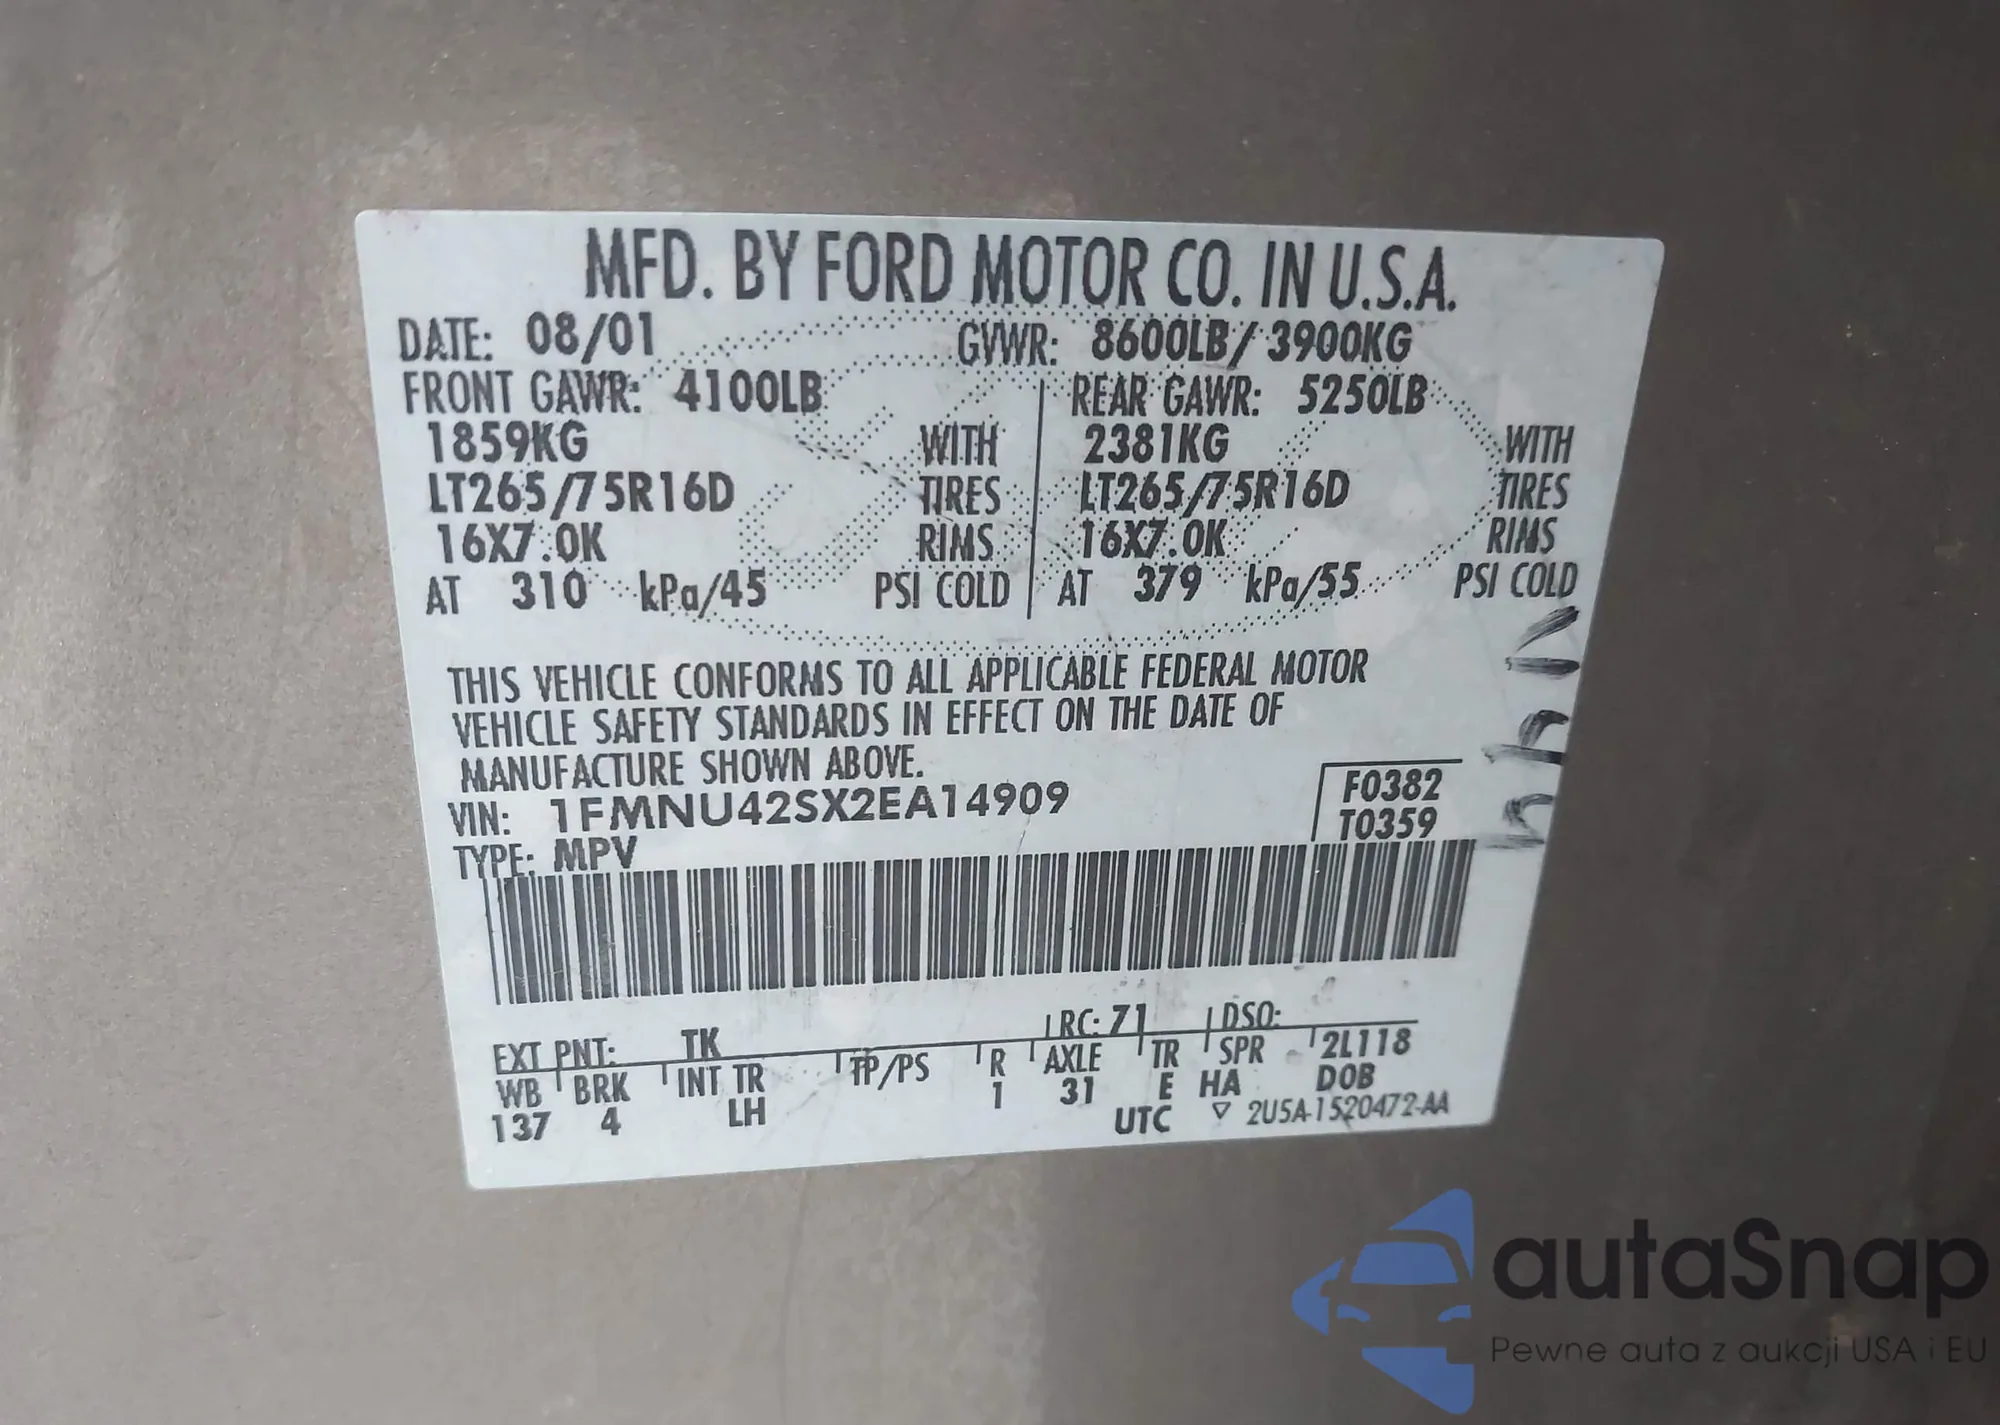 MFD. BY FORD MOTOR CO. IN U.S.A.
DATE: 08/01 GVWR: 8600LB/ 3900KG
FRONT GAWR: 4100LB REAR GAWR: 5250LB
1859KG WITH 2381KG WITH
LT265/75R16D TIRES LT265/75R16D TIRES
16X7.0K RIMS 16X7.0K RIMS
AT 310 kPa/45 PSI COLD AT 379 kPa/55 PSI COLD
THIS VEHICLE CONFORMS TO ALL APPLICABLE FEDERAL MOTOR
VEHICLE SAFETY STANDARDS IN EFFECT ON THE DATE OF
MANUFACTURE SHOWN ABOVE.
VIN: 1FMNU42SX2EA14909 F0382
TYPE: MPV T0359
EXT PNT: TK RC: 71 DSO:
WB BRK INT TR TP/PS R AXLE TR SPR 2L118
137 4 LH 1 31 E HA DOB
UTC ▽ 2U5A-1520472-AA
autaSnap
Pewne auta z aukcji USA i EU